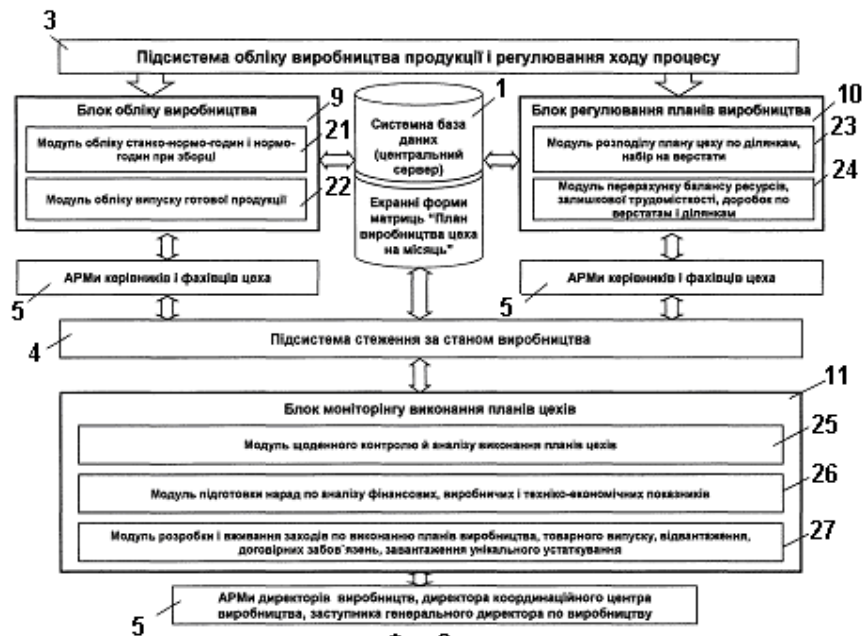 3
Підсистема обліку виробництва продукції і регулювання ходу процесу
Блок обліку виробництва
9
Модуль обліку станко-нормо-годин і нормо-
годин при зборці
21
Модуль обліку випуску готової продукції
22
1
Системна база
даних
(центральний
сервер)
Екранні форми
матриць "План
виробництва цеха
на місяць"
Блок регулювання планів виробництва
10
Модуль розподілу плану цеху по ділянкам,
набір на верстати
23
Модуль перерахунку балансу ресурсів,
залишкової трудомісткості, доробок по
верстатам і ділянкам
24
АРМи керівників і фахівців цеха
5
АРМи керівників і фахівців цеха
5
Підсистема стеження за станом виробництва
4
11
Блок моніторінгу виконання планів цехів
Модуль щоденного контролю й аналізу виконання планів цехів
25
Модуль підготовки нарад по аналізу фінансових, виробничих і техніко-економічних показників
26
Модуль розробки і вживання заходів по виконанню планів виробництва, товарного випуску, відвантаження,
договірних забов`язень, завантаження унікального устаткування
27
АРМи директорів виробництв, директора координаційного центра
виробництва, заступника генерального директора по виробництву
5